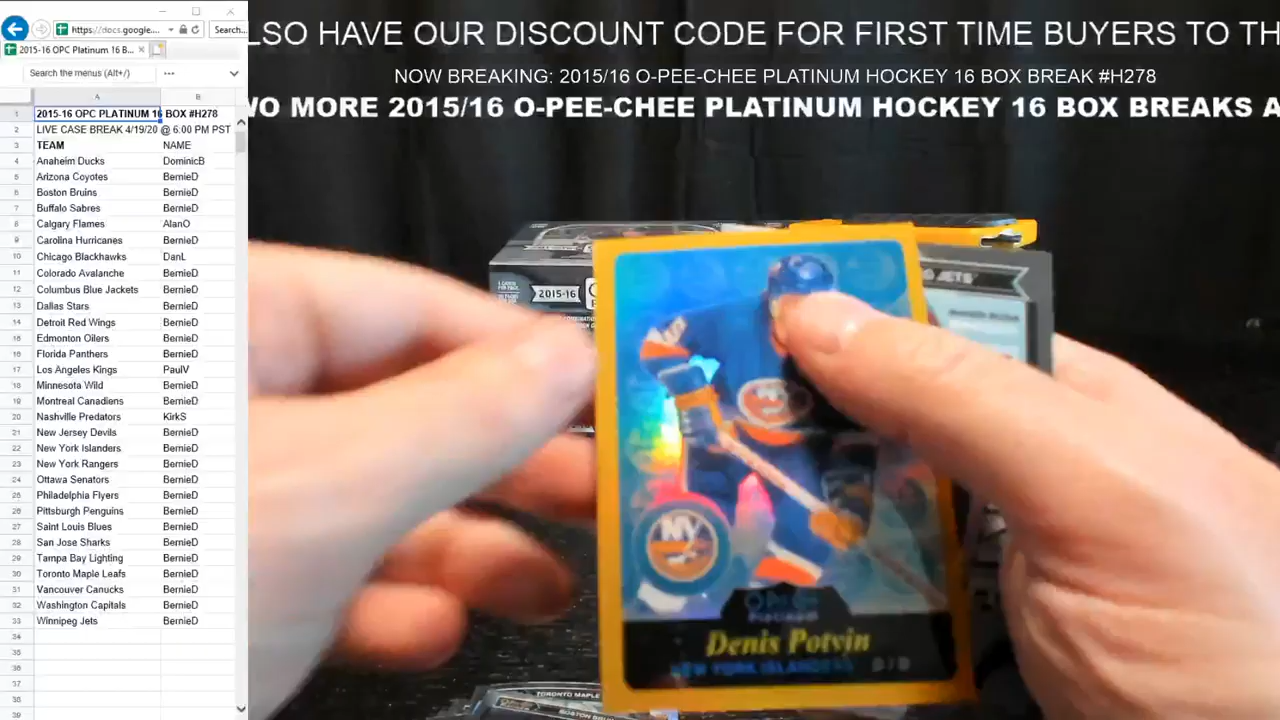 LSO HAVE OUR DISCOUNT CODE FOR FIRST TIME BUYERS TO TH
NOW BREAKING: 2015/16 O-PEE-CHEE PLATINUM HOCKEY 16 BOX BREAK #H278
WO MORE 2015/16 O-PEE-CHEE PLATINUM HOCKEY 16 BOX BREAKS A
https://docs.google....
Search...
2015-16 OPC Platinum 16 B...
Search the menus (Alt+/)
A B
1 2015-16 OPC PLATINUM 16 BOX #H278
2 LIVE CASE BREAK 4/19/20 @ 6:00 PM PST
3 TEAM NAME
4 Anaheim Ducks DominicB
5 Arizona Coyotes BernieD
6 Boston Bruins BernieD
7 Buffalo Sabres BernieD
8 Calgary Flames AlanO
9 Carolina Hurricanes BernieD
10 Chicago Blackhawks DanL
11 Colorado Avalanche BernieD
12 Columbus Blue Jackets BernieD
13 Dallas Stars BernieD
14 Detroit Red Wings BernieD
15 Edmonton Oilers BernieD
16 Florida Panthers BernieD
17 Los Angeles Kings PaulV
18 Minnesota Wild BernieD
19 Montreal Canadiens BernieD
20 Nashville Predators KirkS
21 New Jersey Devils BernieD
22 New York Islanders BernieD
23 New York Rangers BernieD
24 Ottawa Senators BernieD
25 Philadelphia Flyers BernieD
26 Pittsburgh Penguins BernieD
27 Saint Louis Blues BernieD
28 San Jose Sharks BernieD
29 Tampa Bay Lighting BernieD
30 Toronto Maple Leafs BernieD
31 Vancouver Canucks BernieD
32 Washington Capitals BernieD
33 Winnipeg Jets BernieD
34
35
36
37
38
39
2015-16
JETS
NY
Platinum
Denis Potvin
NEW YORK ISLANDERS
TORONTO MAPLE
BOSTON BRUIN